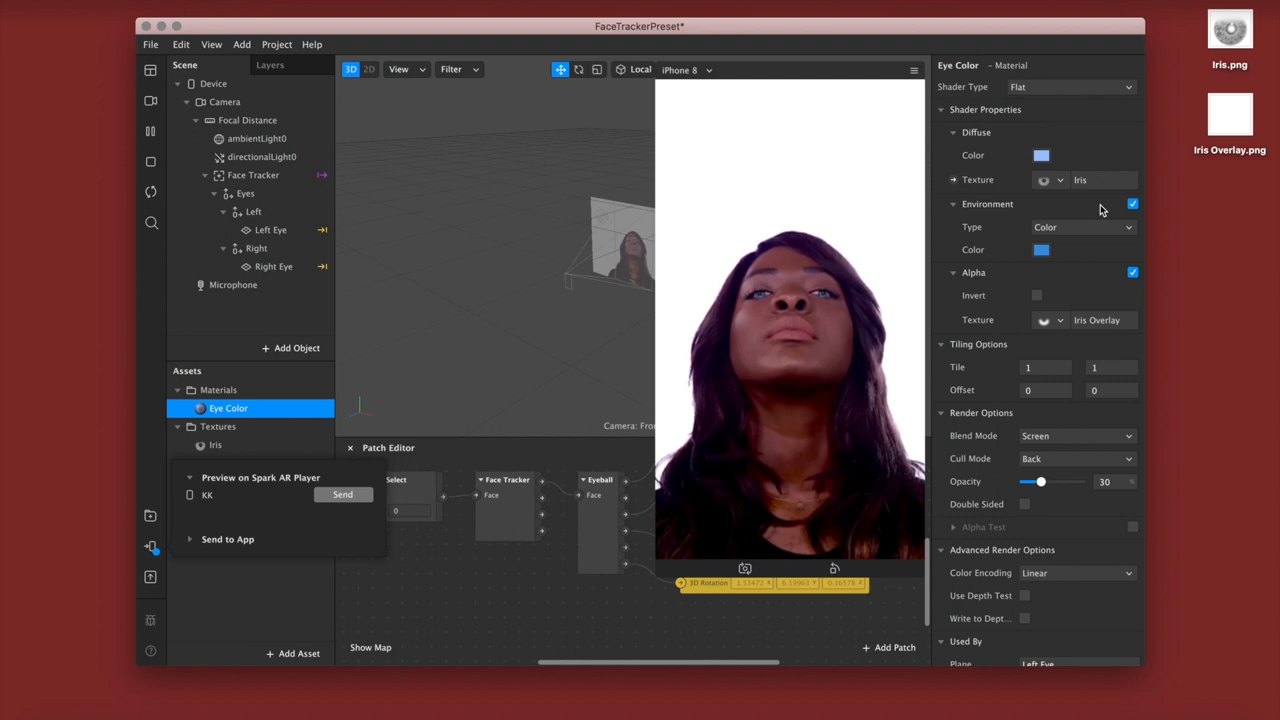 FaceTrackerPreset*
File Edit View Add Project Help
Scene Layers
Device
Camera
Focal Distance
ambientLight0
directionalLight0
Face Tracker
Eyes
Left
Left Eye
Right
Right Eye
Microphone
+ Add Object
Assets
Materials
Eye Color
Textures
Iris
Preview on Spark AR Player
KK Send
Send to App
+ Add Asset
3D 2D View Filter Local
iPhone 8
Patch Editor
Face Tracker
Face
Eyeball
Face
0
3D Rotation 1.53472 6.19963 0.16579
Show Map
+ Add Patch
Eye Color - Material
Shader Type Flat
Shader Properties
Diffuse
Color
Texture Iris
Environment
Type Color
Color
Alpha
Invert
Texture Iris Overlay
Tiling Options
Tile 1 1
Offset 0 0
Render Options
Blend Mode Screen
Cull Mode Back
Opacity 30 %
Double Sided
Alpha Test
Advanced Render Options
Color Encoding Linear
Use Depth Test
Write to Dept...
Used By
Plane Left Eye
Iris.png
Iris Overlay.png